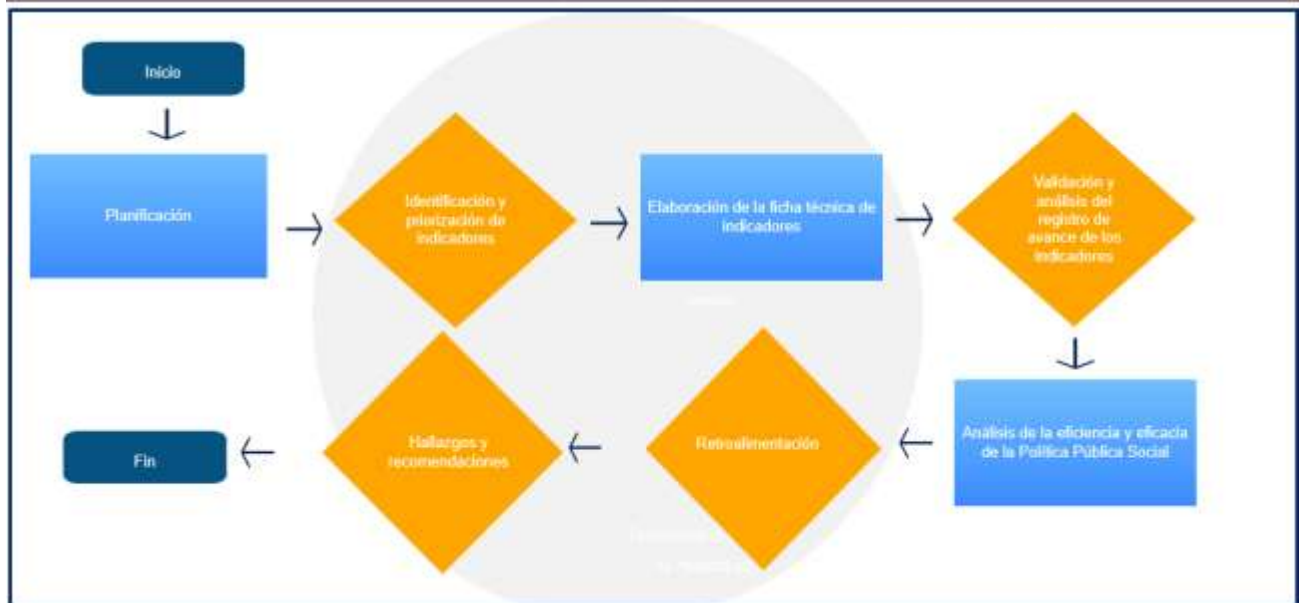 Inicio
Planificación
Identificación y
priorización de
indicadores
Elaboración de la ficha técnica de
indicadores
Validación y
análisis del
registro de
avance de los
indicadores
Análisis de la eficiencia y eficacia
de la Política Pública Social
Retroalimentación
Hallazgos y
recomendaciones
Fin